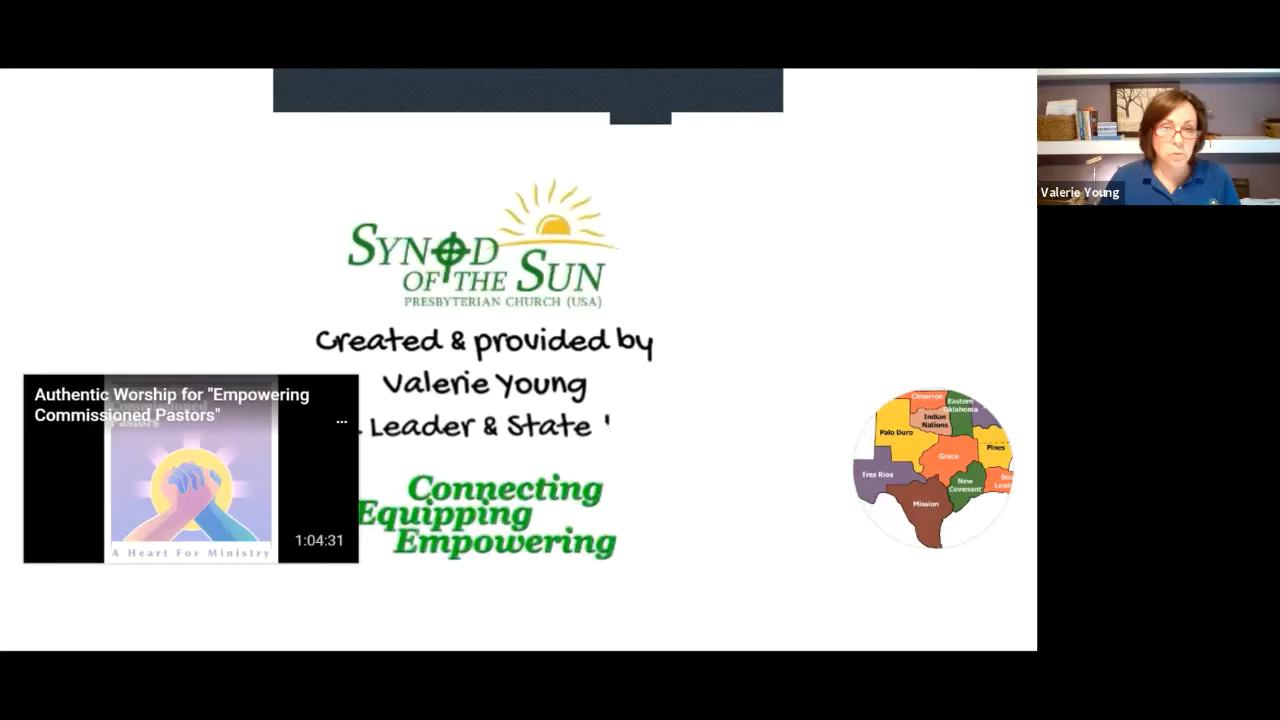 SYNOD
OF THE SUN
PRESBYTERIAN CHURCH (USA)
Created & provided by
Valerie Young
Leader & State
Connecting
Equipping
Empowering
Authentic Worship for "Empowering
Commissioned Pastors"
...
A Heart For Ministry
1:04:31
Cimarron
Eastern
Oklahoma
Indian
Nations
Palo Duro
Grace
Pines
Tres Rios
New
Covenant
Mission
Valerie Young